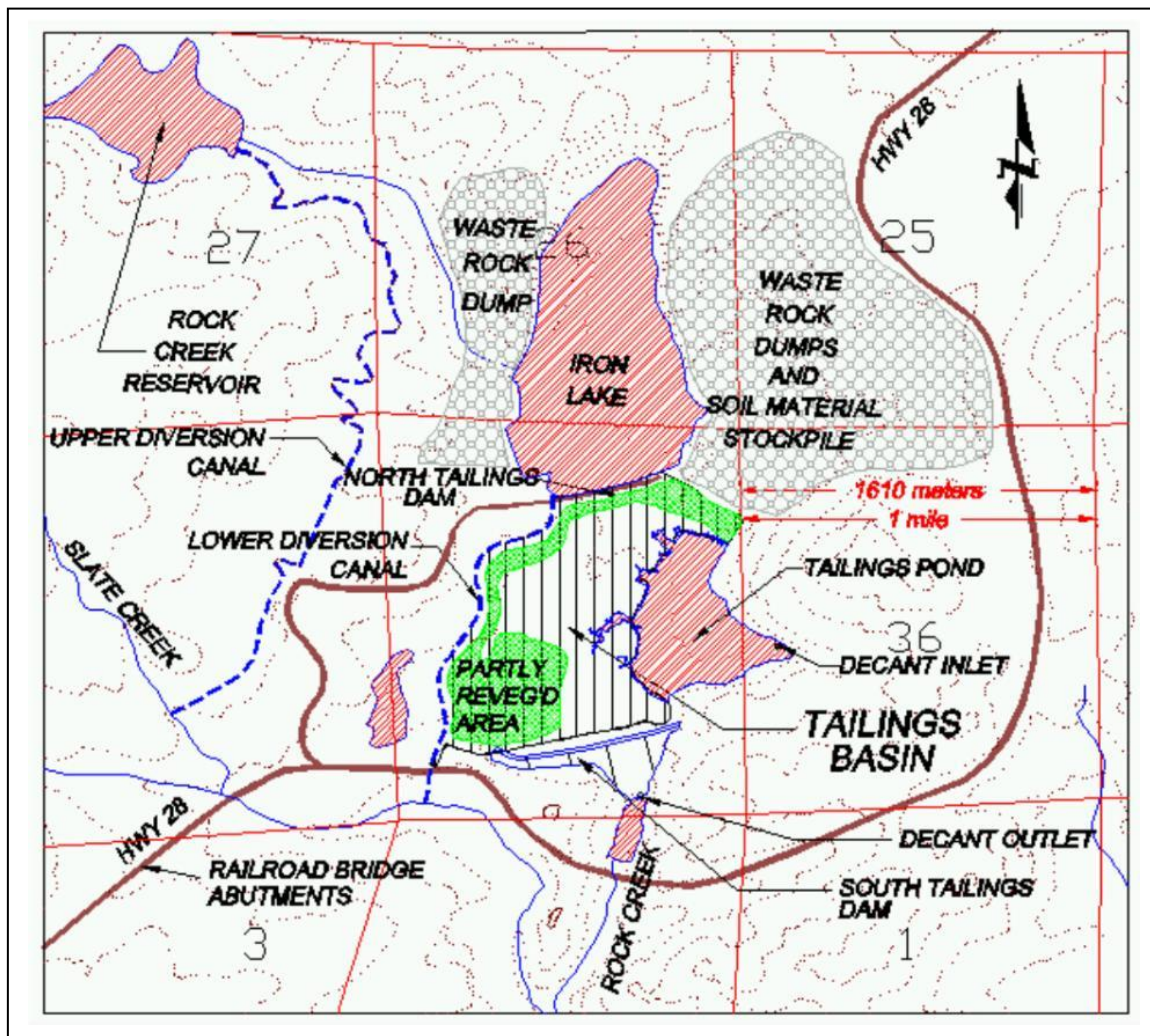 HWY 28
27
WASTE
ROCK
DUMP
26
25
WASTE
ROCK
DUMPS
AND
SOIL MATERIAL
STOCKPILE
ROCK
CREEK
RESERVOIR
IRON
LAKE
UPPER DIVERSION
CANAL
NORTH TAILINGS
DAM
1610 meters
1 mile
LOWER DIVERSION
CANAL
SLATE CREEK
TAILINGS POND
36
DECANT INLET
PARTLY
REVEG'D
AREA
TAILINGS
BASIN
HWY 28
RAILROAD BRIDGE
ABUTMENTS
DECANT OUTLET
SOUTH TAILINGS
DAM
ROCK CREEK
3
1
N